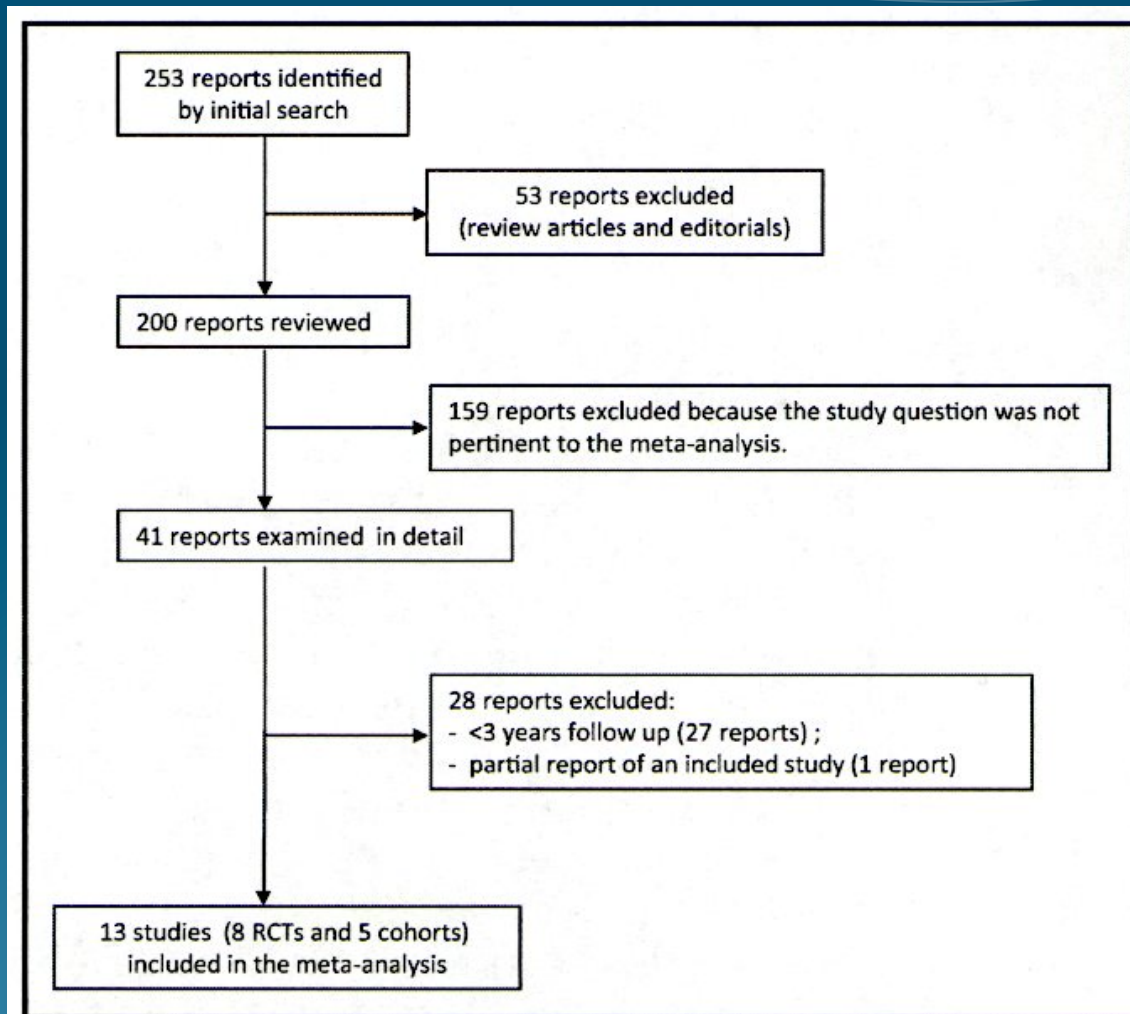 253 reports identified
by initial search
53 reports excluded
(review articles and editorials)
200 reports reviewed
159 reports excluded because the study question was not
pertinent to the meta-analysis.
41 reports examined in detail
28 reports excluded:
- <3 years follow up (27 reports) ;
- partial report of an included study (1 report)
13 studies (8 RCTs and 5 cohorts)
included in the meta-analysis